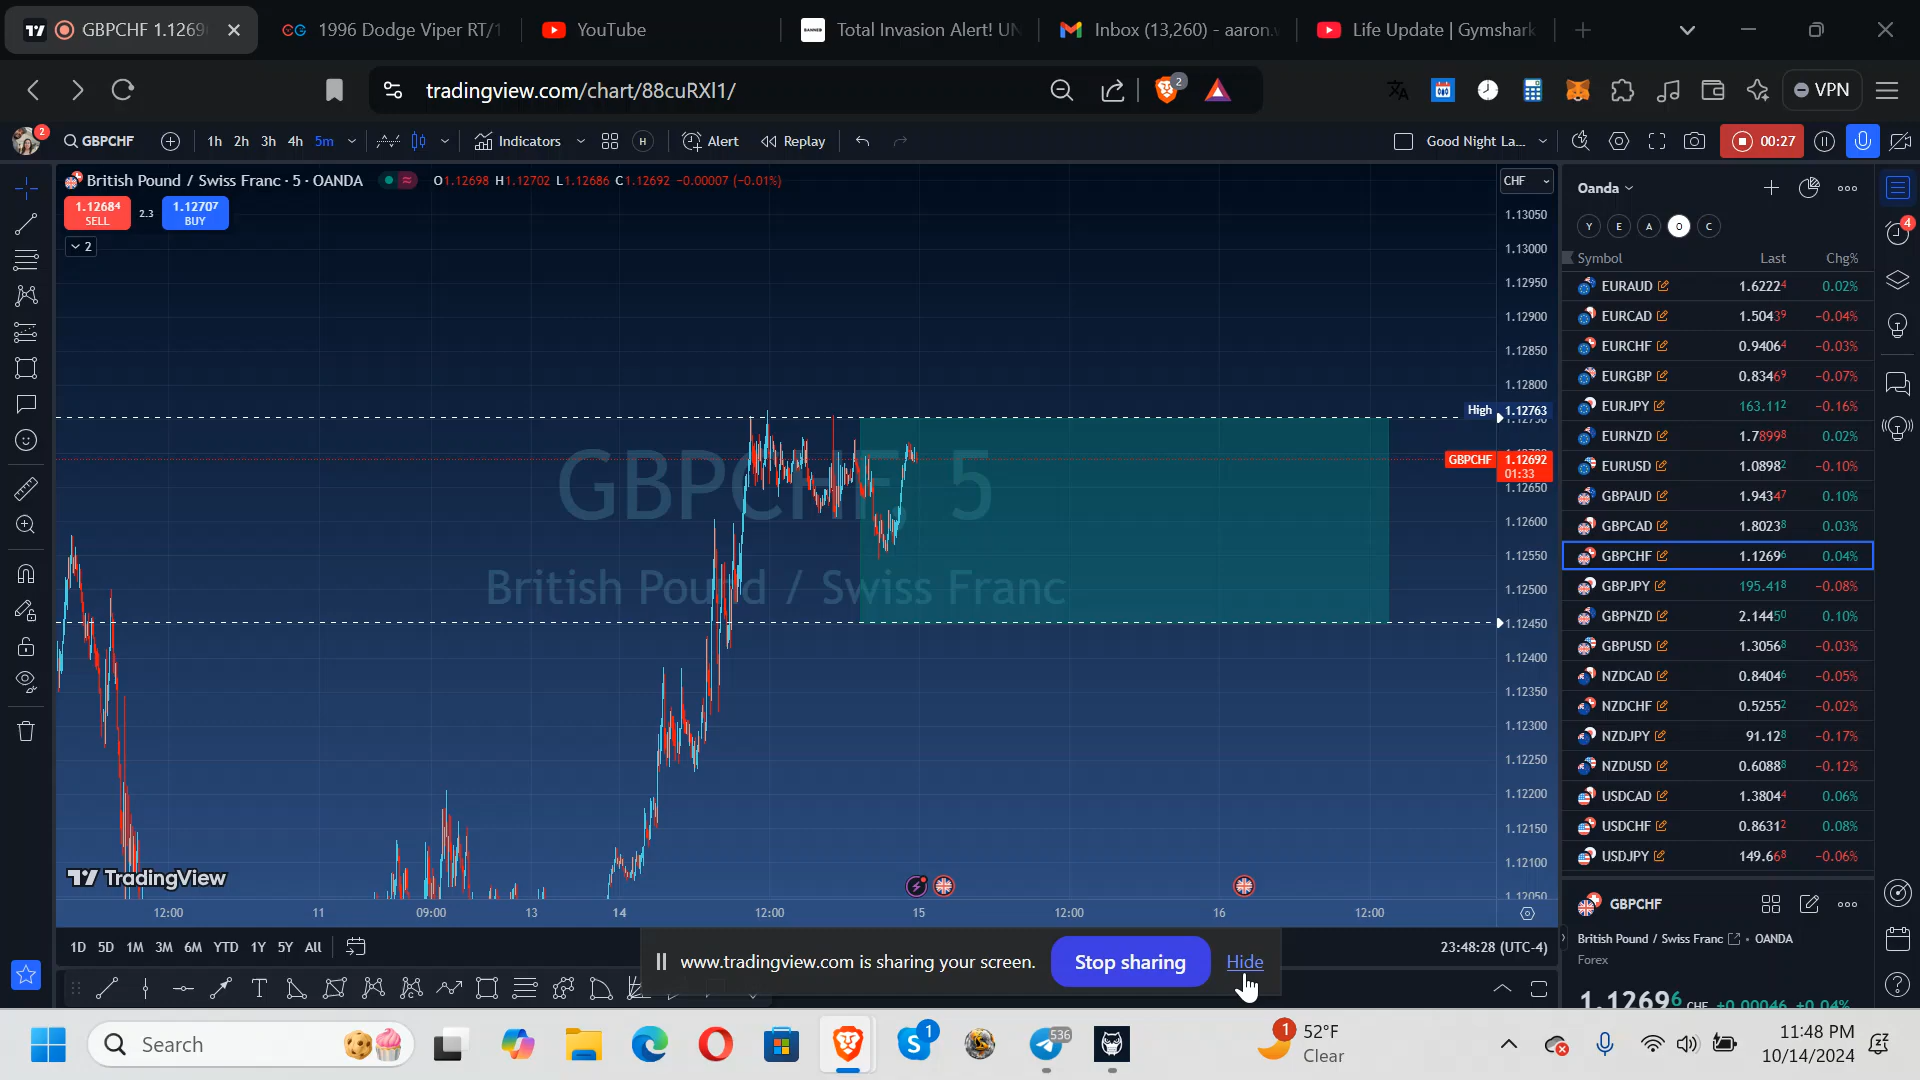 GBPCHF 1.1269
1996 Dodge Viper RT/1
YouTube
Total Invasion Alert! UN
Inbox (13,260) - aaron.w
Life Update | Gymshark
tradingview.com/chart/88cuRXl1/
2
VPN
2
GBPCHF
1h 2h 3h 4h 5m
Indicators
H
Alert
Replay
Good Night La...
00:27
British Pound / Swiss Franc · 5 · OANDA
O1.12698 H1.12702 L1.12686 C1.12692 −0.00007 (−0.01%)
1.12684
SELL
2.3
1.12707
BUY
2
CHF
1.13050
1.13000
1.12950
1.12900
1.12850
1.12800
High 1.12763
GBPCHF 1.12692
01:33
1.12650
1.12600
1.12550
1.12500
1.12450
1.12400
1.12350
1.12300
1.12250
1.12200
1.12150
1.12100
1.12050
GBPCHF, 5
British Pound / Swiss Franc
TradingView
12:00 11 09:00 13 14 12:00 15 12:00 16 12:00
1D 5D 1M 3M 6M YTD 1Y 5Y All
23:48:28 (UTC-4)
www.tradingview.com is sharing your screen.
Stop sharing
Hide
Oanda
Y E A O C
4
Symbol Last Chg%
EURAUD 1.62224 0.02%
EURCAD 1.50439 −0.04%
EURCHF 0.94064 −0.03%
EURGBP 0.83469 −0.07%
EURJPY 163.112 −0.16%
EURNZD 1.78998 0.02%
EURUSD 1.08982 −0.10%
GBPAUD 1.94347 0.10%
GBPCAD 1.80238 0.03%
GBPCHF 1.12696 0.04%
GBPJPY 195.418 −0.08%
GBPNZD 2.14450 0.10%
GBPUSD 1.30568 −0.03%
NZDCAD 0.84046 −0.05%
NZDCHF 0.52552 −0.02%
NZDJPY 91.128 −0.17%
NZDUSD 0.60888 −0.12%
USDCAD 1.38044 0.06%
USDCHF 0.86312 0.08%
USDJPY 149.668 −0.06%
GBPCHF
British Pound / Swiss Franc · OANDA
Forex
1.12696 CHF +0.00046 +0.04%
Search
1
536
1
52°F
Clear
11:48 PM
10/14/2024